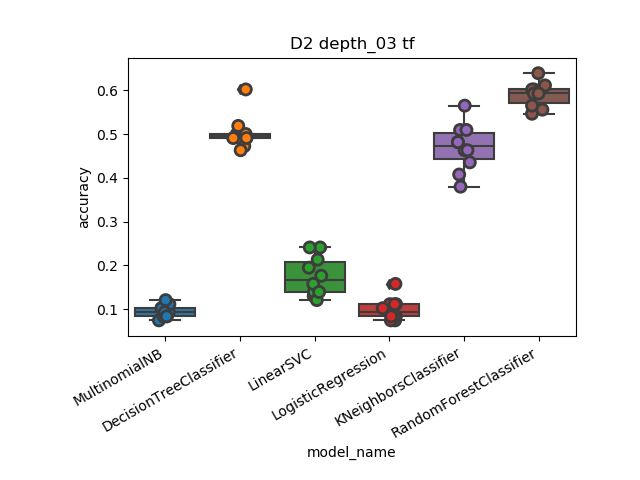 D2 depth_03 tf
accuracy
0.6
0.5
0.4
0.3
0.2
0.1
MultinomialNB
DecisionTreeClassifier
LinearSVC
LogisticRegression
KNeighborsClassifier
RandomForestClassifier
model_name